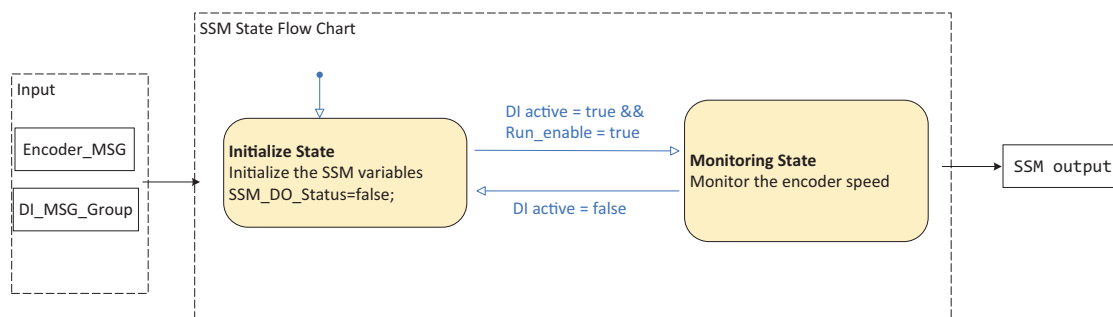 SSM State Flow Chart
Input
Encoder_MSG
DI_MSG_Group
Initialize State
Initialize the SSM variables
SSM_DO_Status=false;
DI active = true &&
Run_enable = true
DI active = false
Monitoring State
Monitor the encoder speed
SSM output